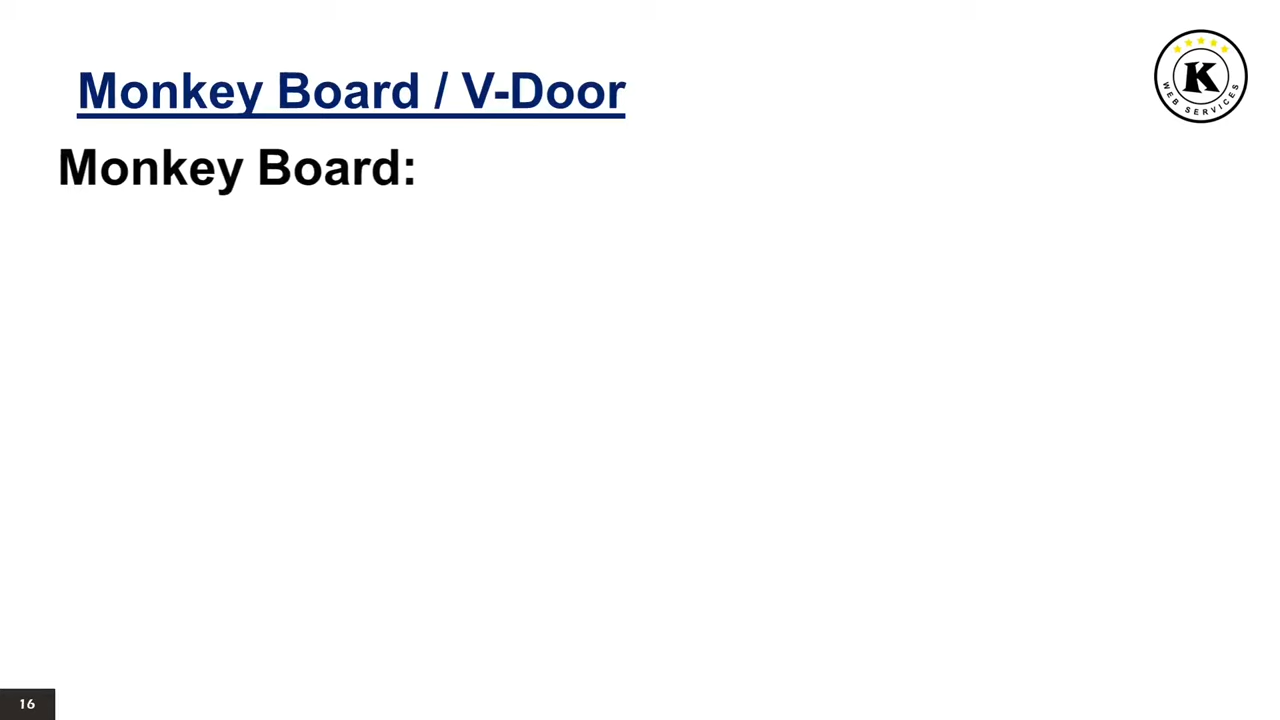 Monkey Board / V-Door
K
WEB SERVICES
Monkey Board:
16